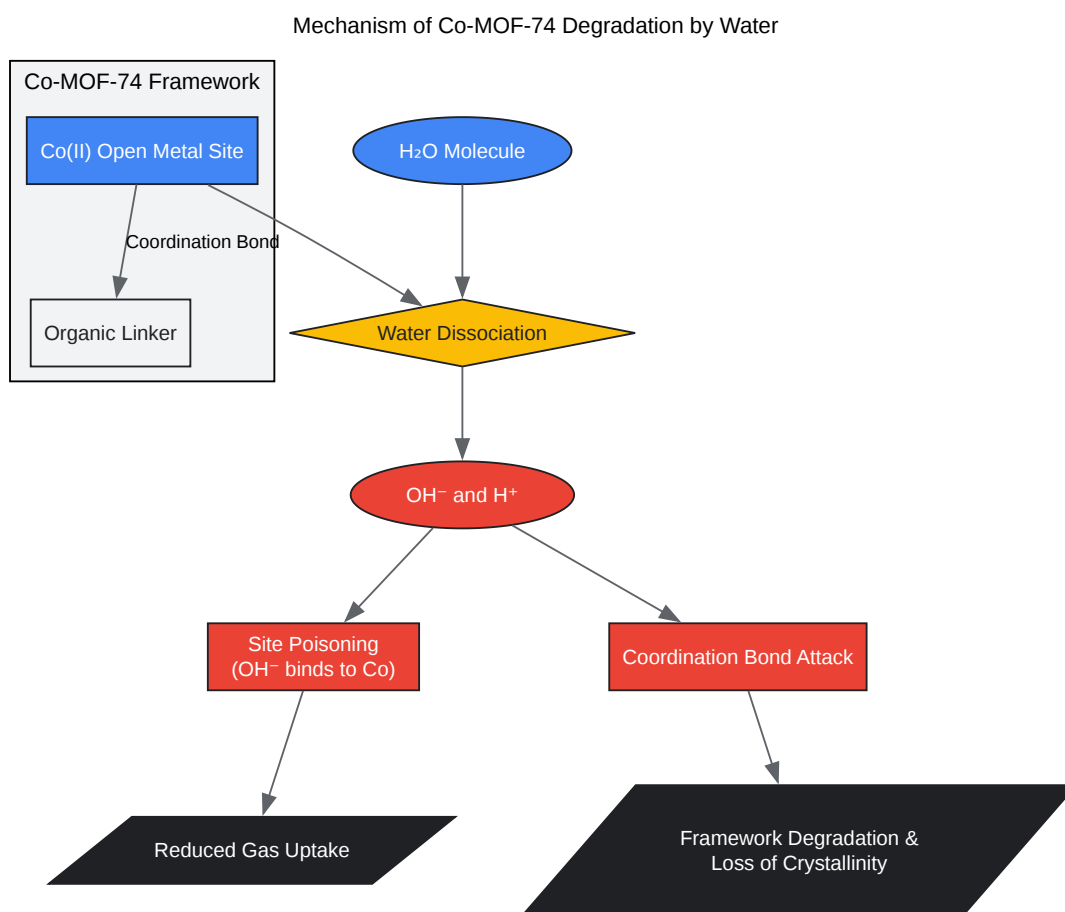 Mechanism of Co-MOF-74 Degradation by Water
Co-MOF-74 Framework
Co(II) Open Metal Site
H₂O Molecule
Coordination Bond
Organic Linker
Water Dissociation
OH⁻ and H⁺
Site Poisoning
(OH⁻ binds to Co)
Coordination Bond Attack
Reduced Gas Uptake
Framework Degradation &
Loss of Crystallinity